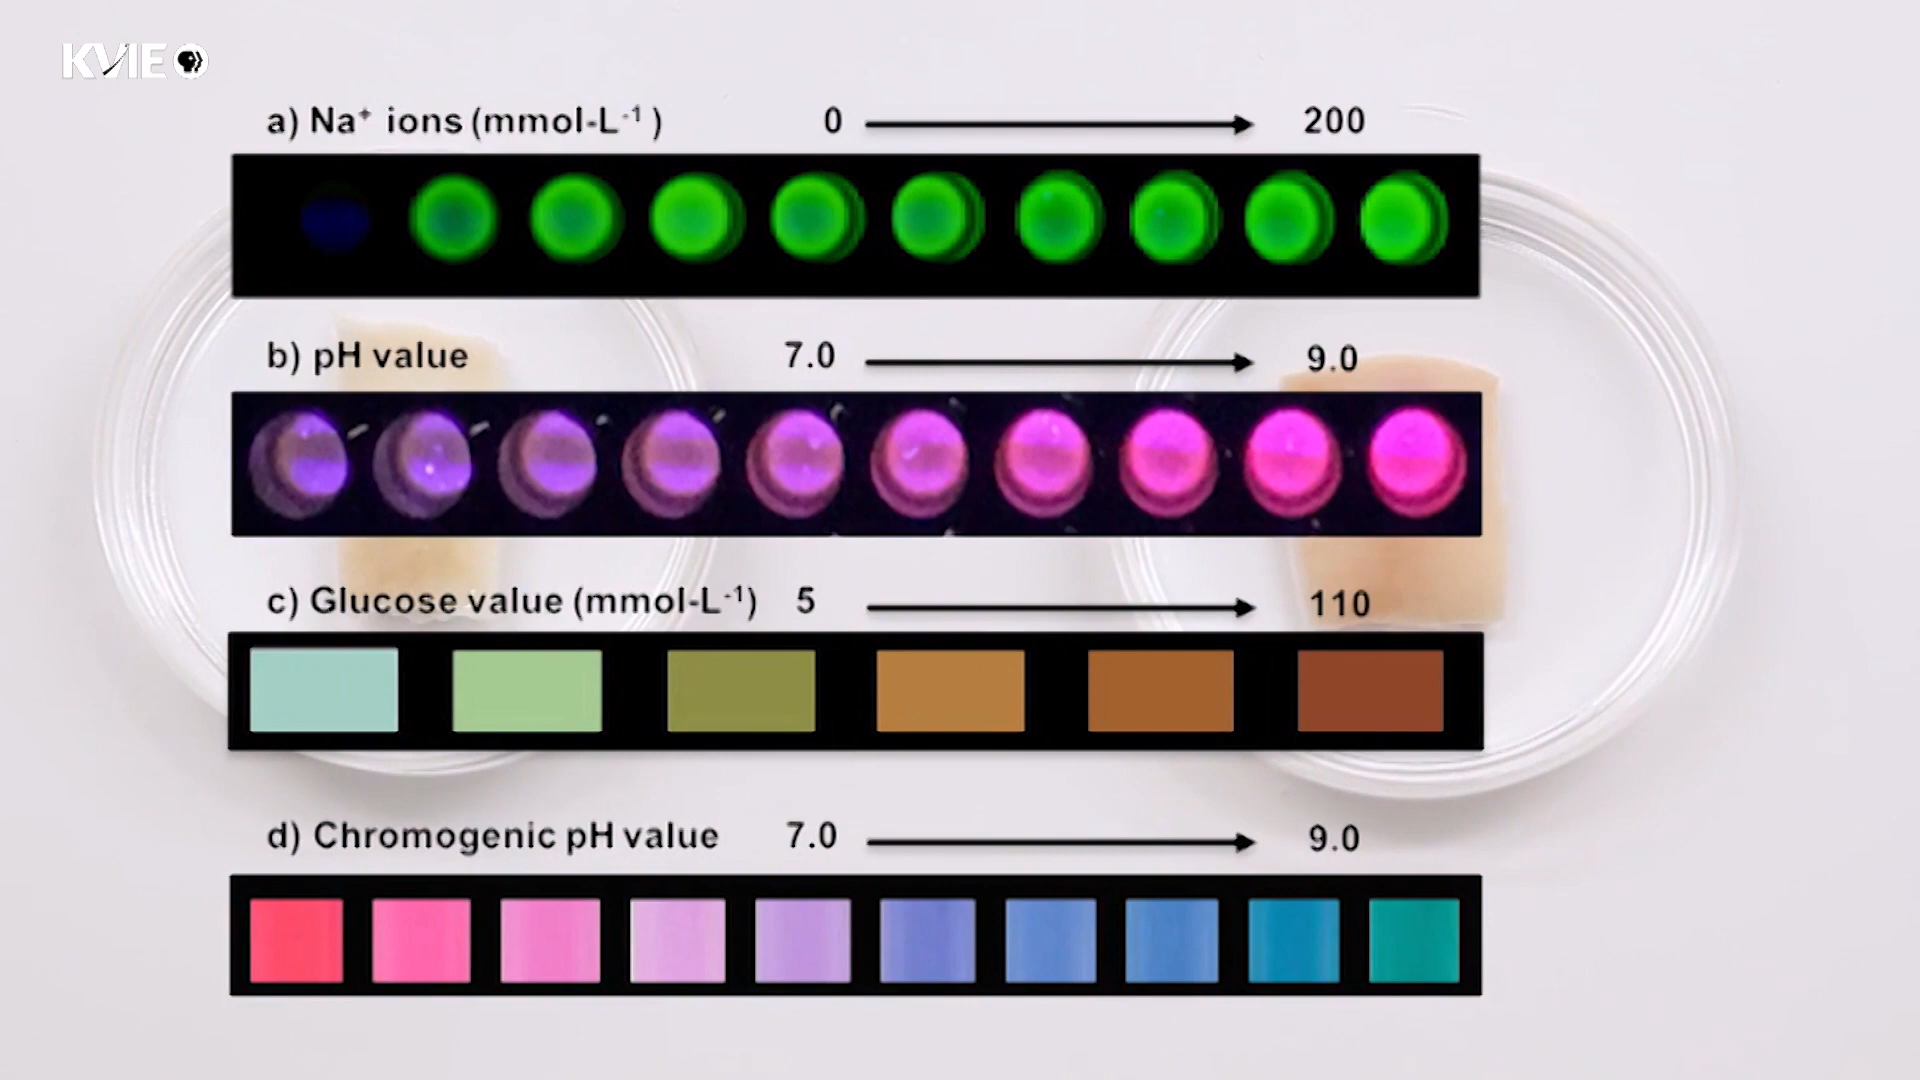 KVIE
a) Na⁺ ions (mmol-L⁻¹ ) 0 200
b) pH value 7.0 9.0
c) Glucose value (mmol-L⁻¹) 5 110
d) Chromogenic pH value 7.0 9.0